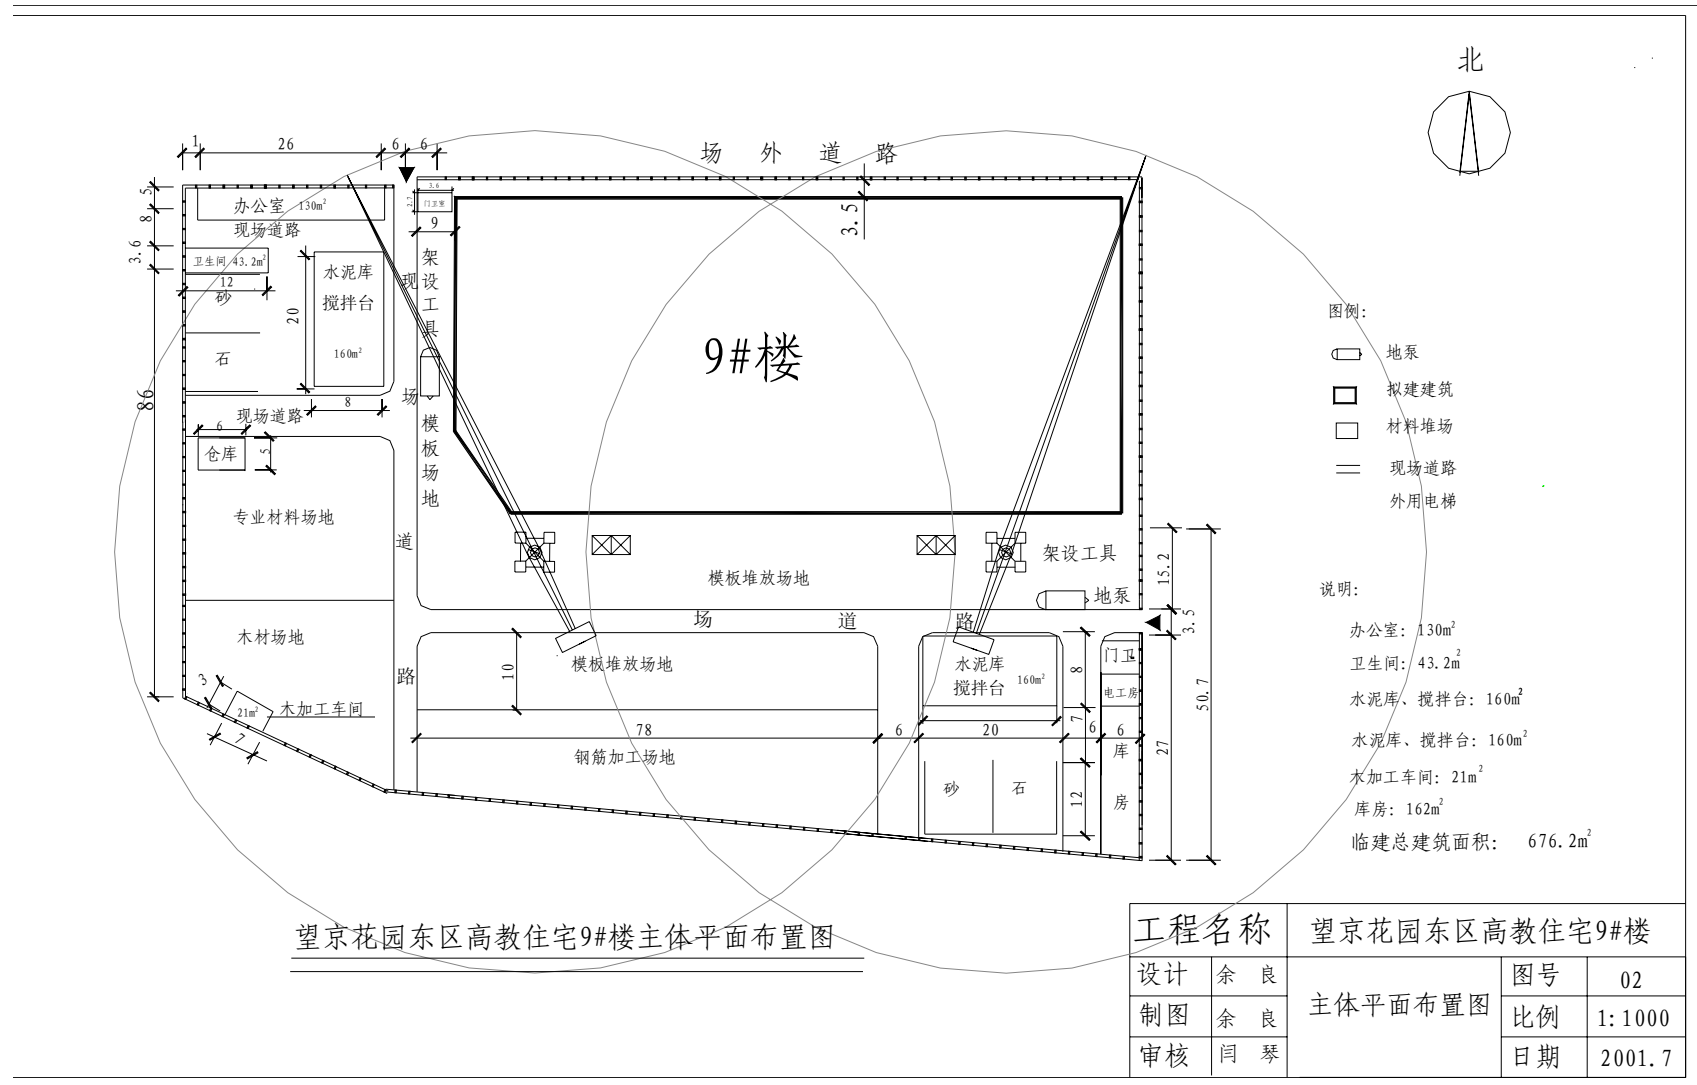 北
场 外 道 路
1
26
6
6
5
8
3.6
86
办公室 130m²
现场道路
卫生间 43.2m²
12
砂
石
水泥库
搅拌台
160m²
20
8
现场道路
6
仓库
5
专业材料场地
木材场地
3
21m²
木加工车间
7
3.6
2.7
门卫室
9
3.5
架设工具
模板场地
现
场
道
路
9#楼
模板堆放场地
架设工具
地泵
场 道 路
15.2
3.5
50.7
27
10
模板堆放场地
78
钢筋加工场地
6
水泥库
搅拌台 160m²
20
8
7
12
砂
石
6
6
门卫
电工房
库
房
图例:
地泵
拟建建筑
材料堆场
现场道路
外用电梯
说明:
办公室: 130m²
卫生间: 43.2m²
水泥库、搅拌台: 160m²
水泥库、搅拌台: 160m²
木加工车间: 21m²
库房: 162m²
临建总建筑面积: 676.2m²
望京花园东区高教住宅9#楼主体平面布置图
工程名称 望京花园东区高教住宅9#楼
设计 余 良 主体平面布置图 图号 02
制图 余 良 比例 1:1000
审核 闫 琴 日期 2001.7